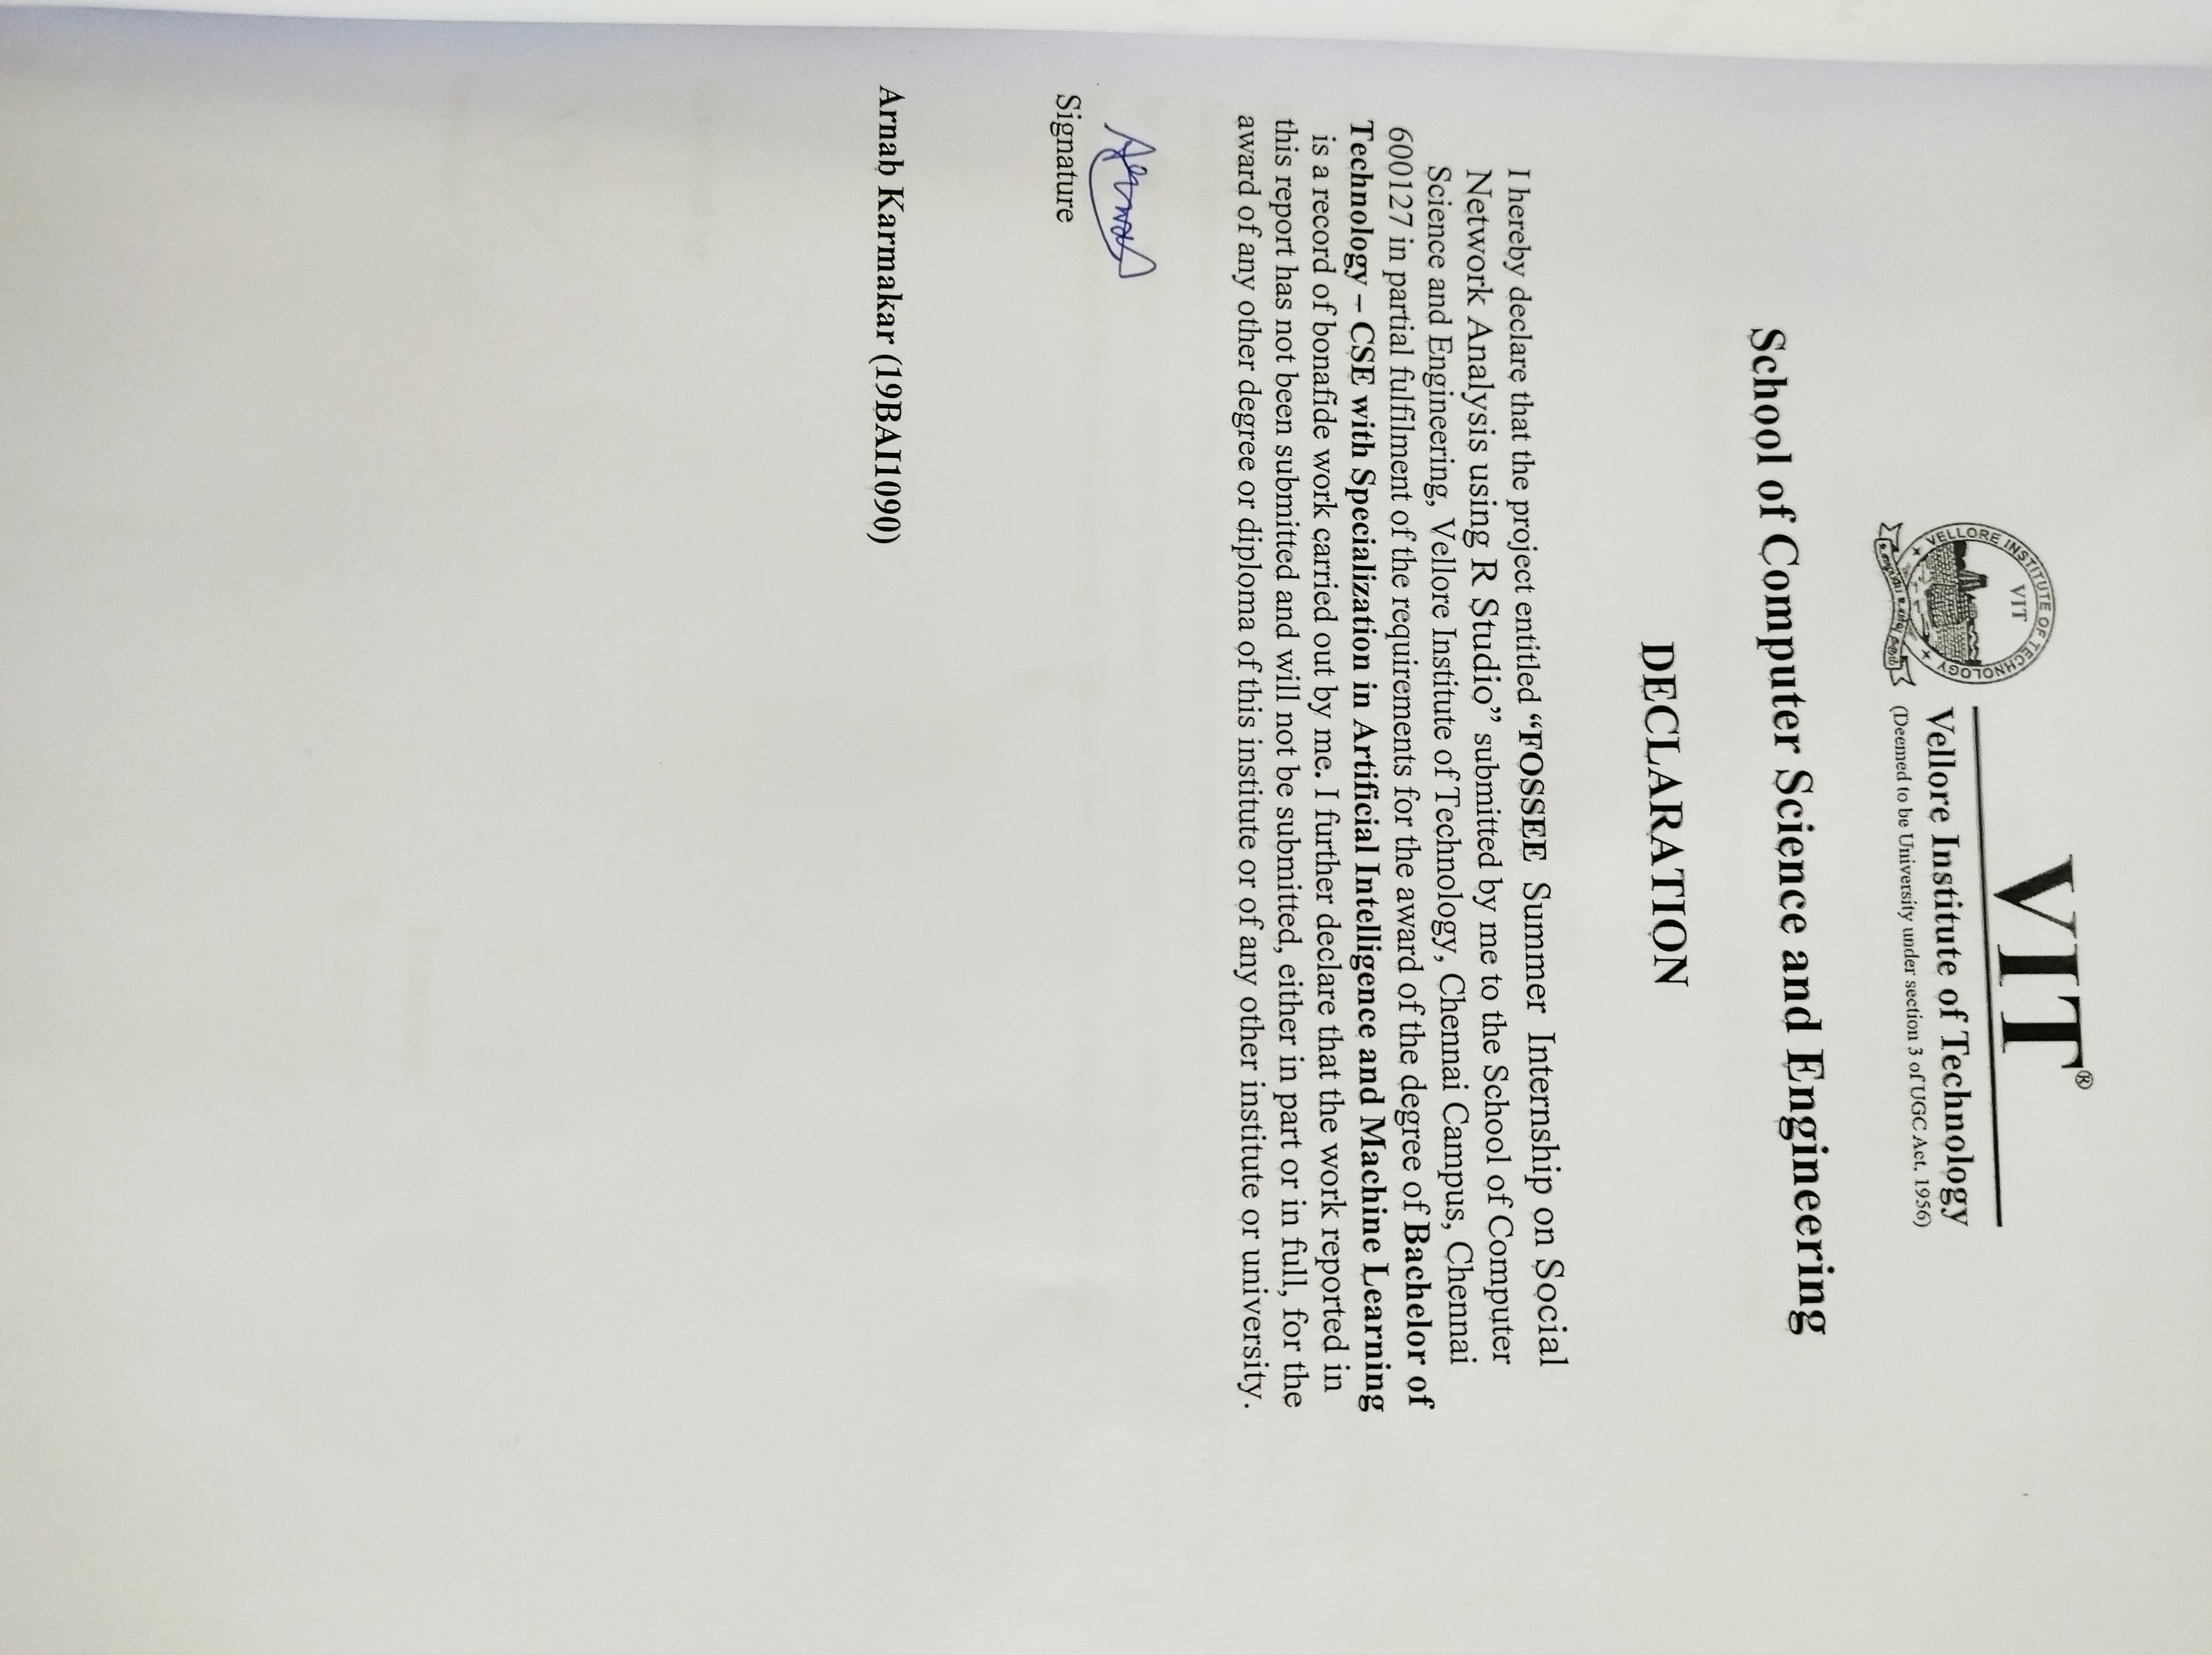 VIT®
VELLORE INSTITUTE OF TECHNOLOGY
VIT
Vellore Institute of Technology
(Deemed to be University under section 3 of UGC Act, 1956)
School of Computer Science and Engineering
DECLARATION
I hereby declare that the project entitled “FOSSEE Summer Internship on Social
Network Analysis using R Studio” submitted by me to the School of Computer
Science and Engineering, Vellore Institute of Technology, Chennai Campus, Chennai
600127 in partial fulfilment of the requirements for the award of the degree of Bachelor of
Technology – CSE with Specialization in Artificial Intelligence and Machine Learning
is a record of bonafide work carried out by me. I further declare that the work reported in
this report has not been submitted and will not be submitted, either in part or in full, for the
award of any other degree or diploma of this institute or of any other institute or university.
Arnab
Signature
Arnab Karmakar (19BAI1090)